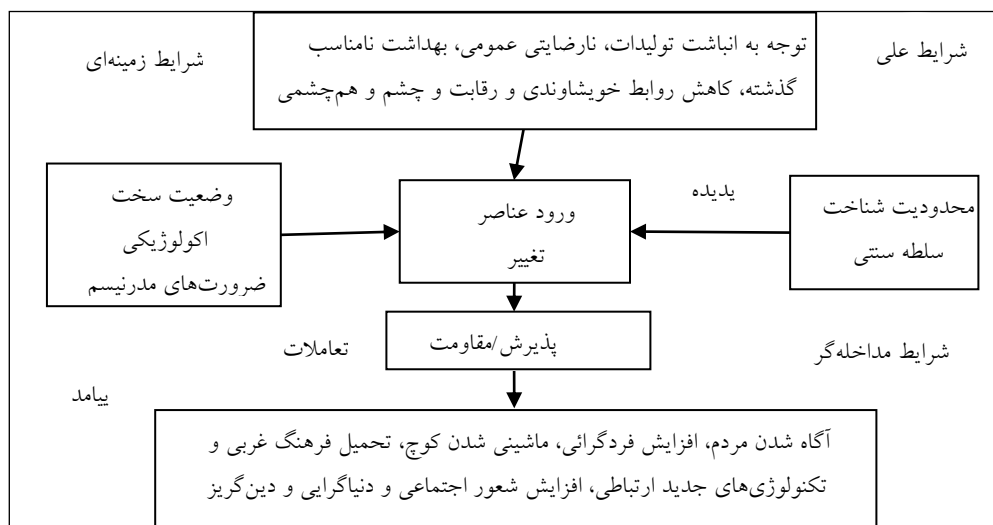 شرایط علی
توجه به انباشت تولیدات، نارضایتی عمومی، بهداشت نامناسب
گذشته، کاهش روابط خویشاوندی و رقابت و چشم و هم‌چشمی
شرایط زمینه‌ای
محدودیت شناخت
سلطه سنتی
پدیده
ورود عناصر
تغییر
وضعیت سخت
اکولوژیکی
ضرورت‌های مدرنیسم
شرایط مداخله‌گر
پذیرش/مقاومت
تعاملات
پیامد
آگاه شدن مردم، افزایش فردگرائی، ماشینی شدن کوچ، تحمیل فرهنگ غربی و
تکنولوژی‌های جدید ارتباطی، افزایش شعور اجتماعی و دنیاگرایی و دین‌گریز